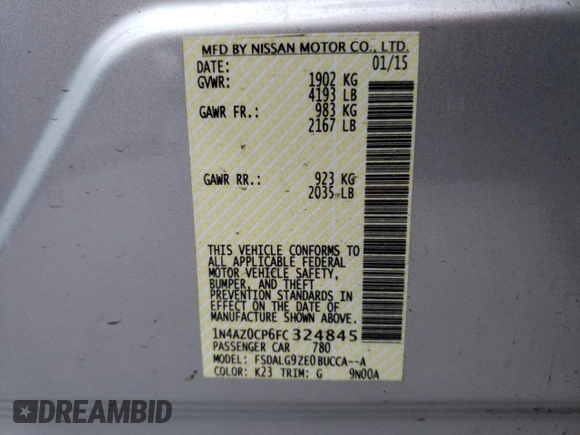 MFD BY NISSAN MOTOR CO., LTD.
DATE: 01/15
GVWR: 1902 KG
4193 LB
GAWR FR.: 983 KG
2167 LB
GAWR RR.: 923 KG
2035 LB
THIS VEHICLE CONFORMS TO
ALL APPLICABLE FEDERAL
MOTOR VEHICLE SAFETY,
BUMPER, AND THEFT
PREVENTION STANDARDS IN
EFFECT ON THE DATE OF
MANUFACTURE SHOWN ABOVE.
1N4AZ0CP6FC324845
PASSENGER CAR 780
MODEL: FSDALG9ZE0BUCCA--A
COLOR: K23 TRIM: G 9N00A
DREAMBID